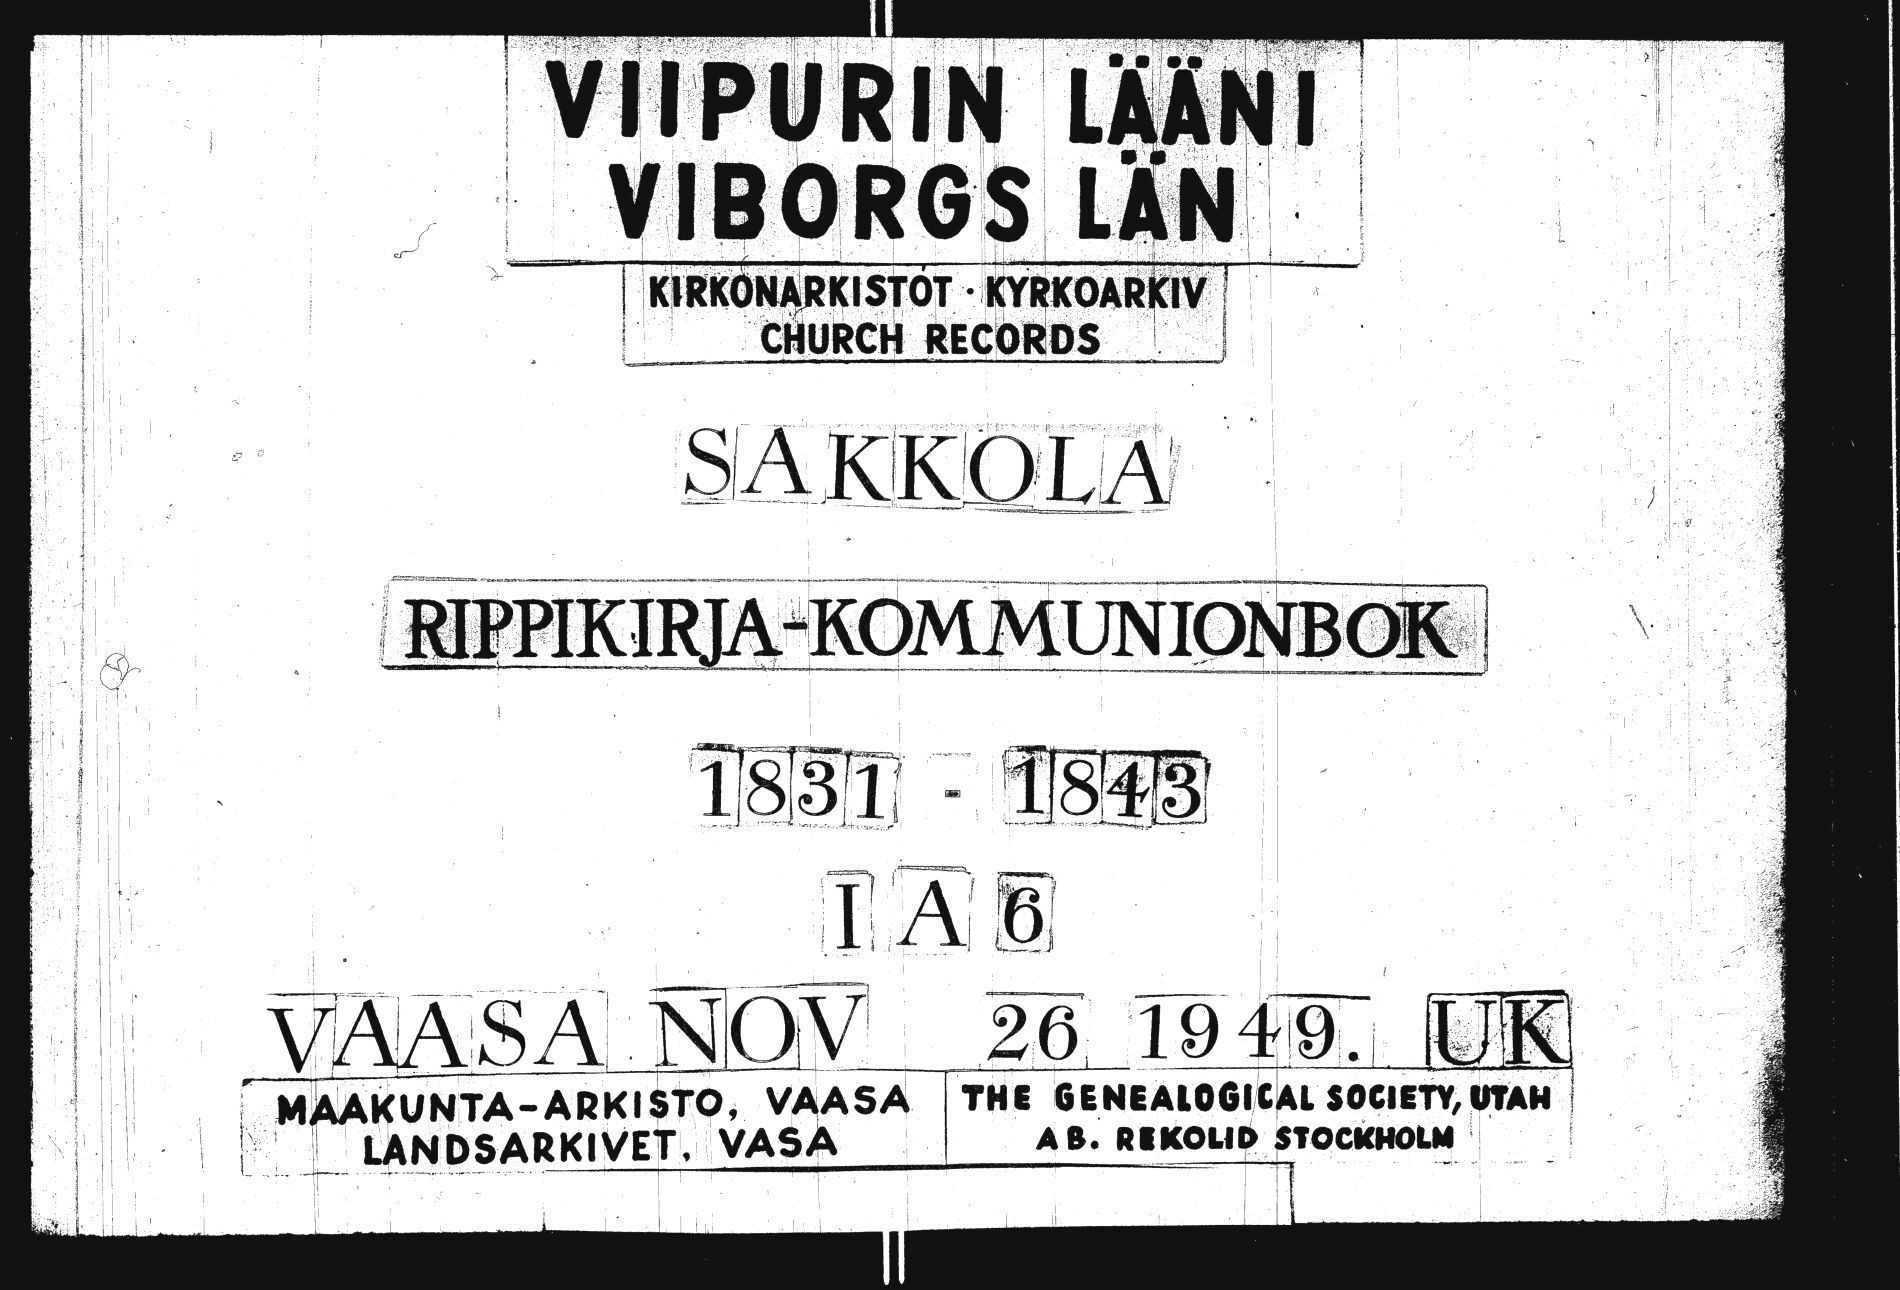 VIIPURIN LÄÄNI
VIBORGS LÄN
KIRKONARKISTOT · KYRKOARKIV
CHURCH RECORDS
SAKKOLA
RIPPIKIRJA-KOMMUNIONBOK
1831 - 1843
I A 6
VAASA NOV 26 1949. UK
MAAKUNTA-ARKISTO, VAASA
LANDSARKIVET, VASA
THE GENEALOGICAL SOCIETY, UTAH
AB. REKOLID STOCKHOLM